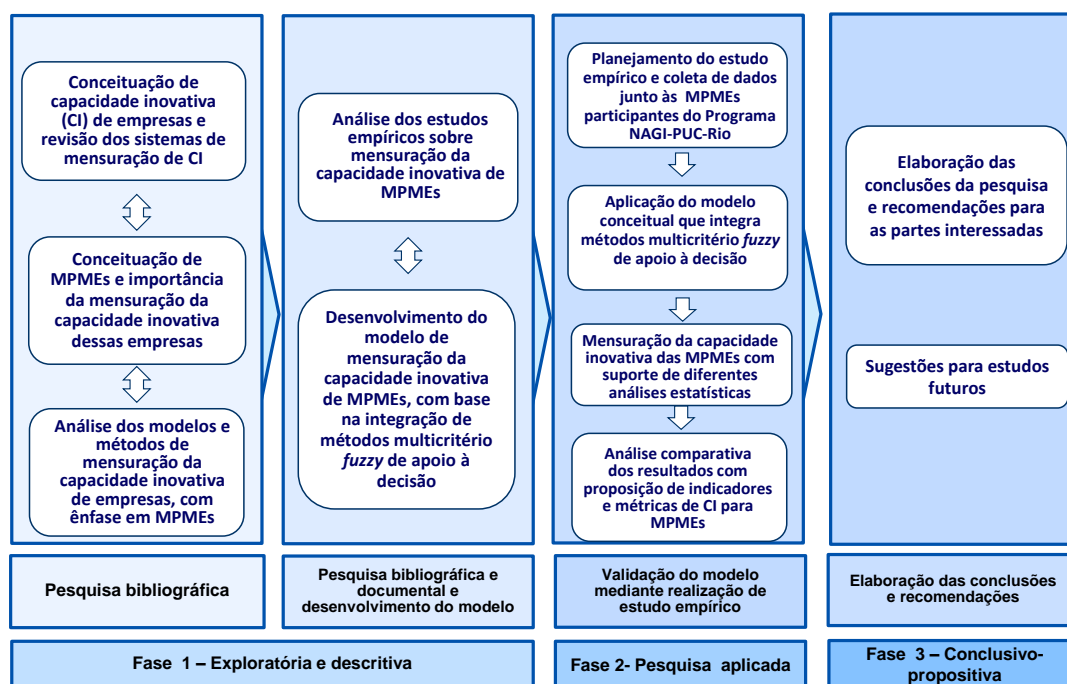 Conceituação de
capacidade inovativa
(CI) de empresas e
revisão dos sistemas de
mensuração de CI
Conceituação de
MPMEs e importância
da mensuração da
capacidade inovativa
dessas empresas
Análise dos modelos e
métodos de
mensuração da
capacidade inovativa
de empresas, com
ênfase em MPMEs
Análise dos estudos
empíricos sobre
mensuração da
capacidade inovativa de
MPMEs
Desenvolvimento do
modelo de
mensuração da
capacidade inovativa
de MPMEs, com base
na integração de
métodos multicritério
fuzzy de apoio à
decisão
Planejamento do estudo
empírico e coleta de dados
junto às MPMEs
participantes do Programa
NAGI-PUC-Rio
Aplicação do modelo
conceitual que integra
métodos multicritério fuzzy
de apoio à decisão
Mensuração da capacidade
inovativa das MPMEs com
suporte de diferentes
análises estatísticas
Análise comparativa
dos resultados com
proposição de indicadores
e métricas de CI para
MPMEs
Elaboração das
conclusões da pesquisa
e recomendações para
as partes interessadas
Sugestões para estudos
futuros
Pesquisa bibliográfica
Pesquisa bibliográfica e
documental e
desenvolvimento do modelo
Validação do modelo
mediante realização de
estudo empírico
Elaboração das conclusões
e recomendações
Fase 1 – Exploratória e descritiva
Fase 2- Pesquisa aplicada
Fase 3 – Conclusivo-
propositiva